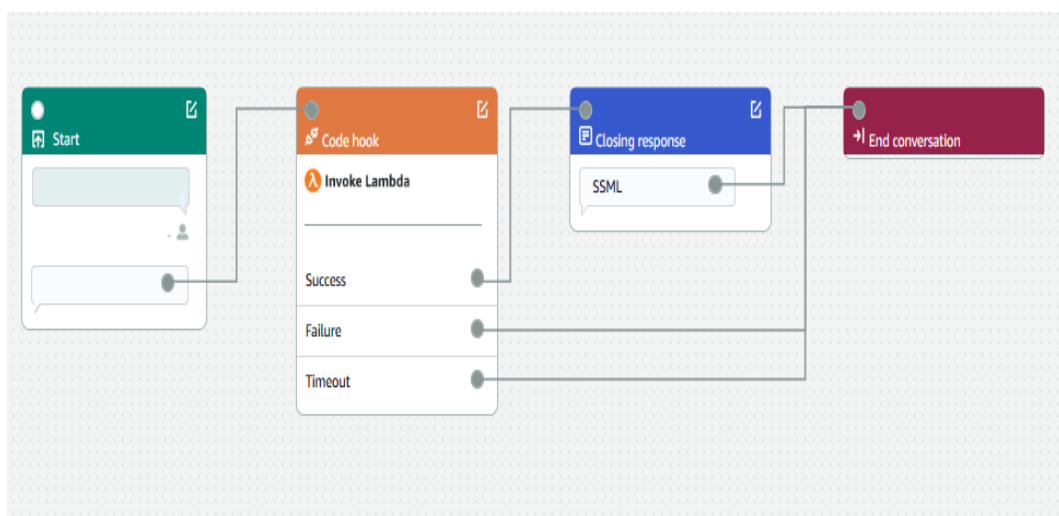 Start
Code hook
λ Invoke Lambda
Success
Failure
Timeout
Closing response
SSML
End conversation